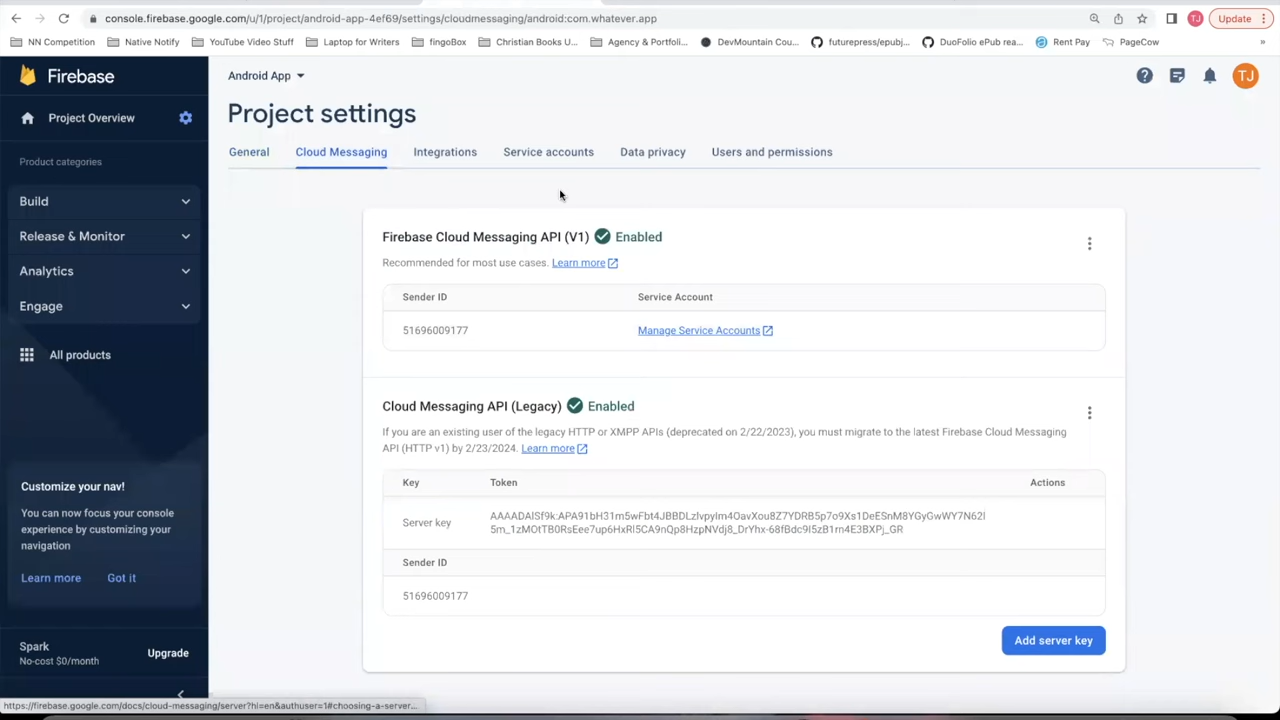 console.firebase.google.com/u/1/project/android-app-4ef69/settings/cloudmessaging/android:com.whatever.app
TJ
Update
NN Competition
Native Notify
YouTube Video Stuff
Laptop for Writers
fingoBox
Christian Books U...
Agency & Portfoli...
DevMountain Cou...
futurepress/epubj...
DuoFolio ePub rea...
Rent Pay
PageCow
»
Firebase
Android App
TJ
Project Overview
Project settings
Product categories
General
Cloud Messaging
Integrations
Service accounts
Data privacy
Users and permissions
Build
Release & Monitor
Analytics
Engage
All products
Firebase Cloud Messaging API (V1)
Enabled
Recommended for most use cases. Learn more
Sender ID
Service Account
51696009177
Manage Service Accounts
Cloud Messaging API (Legacy)
Enabled
If you are an existing user of the legacy HTTP or XMPP APIs (deprecated on 2/22/2023), you must migrate to the latest Firebase Cloud Messaging
API (HTTP v1) by 2/23/2024. Learn more
Key
Token
Actions
Server key
Sender ID
51696009177
Add server key
Customize your nav!
You can now focus your console
experience by customizing your
navigation
Learn more
Got it
Spark
No-cost $0/month
Upgrade
https://firebase.google.com/docs/cloud-messaging/server?hl=en&authuser=1#choosing-a-server...